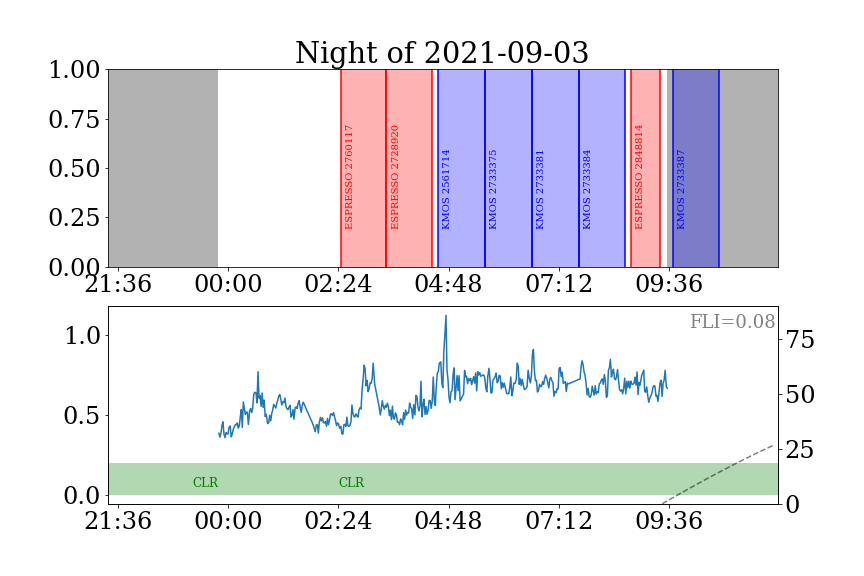 Night of 2021-09-03
1.00
0.75
0.50
0.25
0.00
ESPRESSO 2760117
ESPRESSO 2728920
KMOS 2561714
KMOS 2733375
KMOS 2733381
KMOS 2733384
ESPRESSO 2848814
KMOS 2733387
21:36 00:00 02:24 04:48 07:12 09:36
FLI=0.08
1.0
0.5
0.0
75
50
25
0
CLR CLR
21:36 00:00 02:24 04:48 07:12 09:36